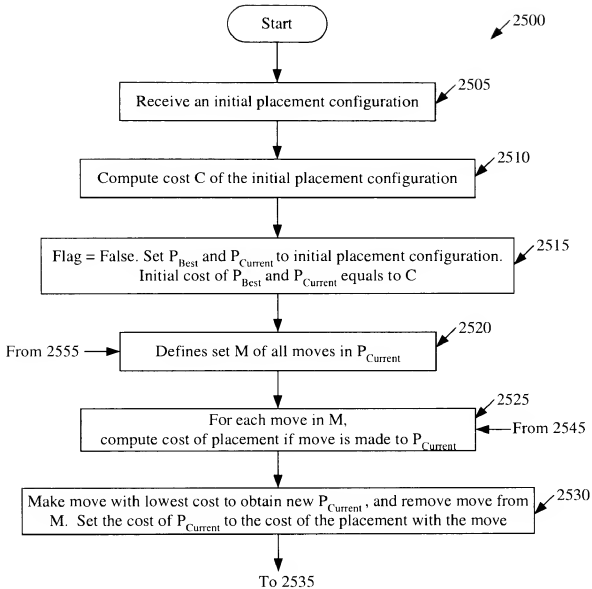 Start
2500
2505
Receive an initial placement configuration
2510
Compute cost C of the initial placement configuration
2515
Flag = False. Set P_Best and P_Current to initial placement configuration.
Initial cost of P_Best and P_Current equals to C
2520
From 2555
Defines set M of all moves in P_Current
2525
For each move in M,
compute cost of placement if move is made to P_Current
From 2545
2530
Make move with lowest cost to obtain new P_Current, and remove move from
M. Set the cost of P_Current to the cost of the placement with the move
To 2535